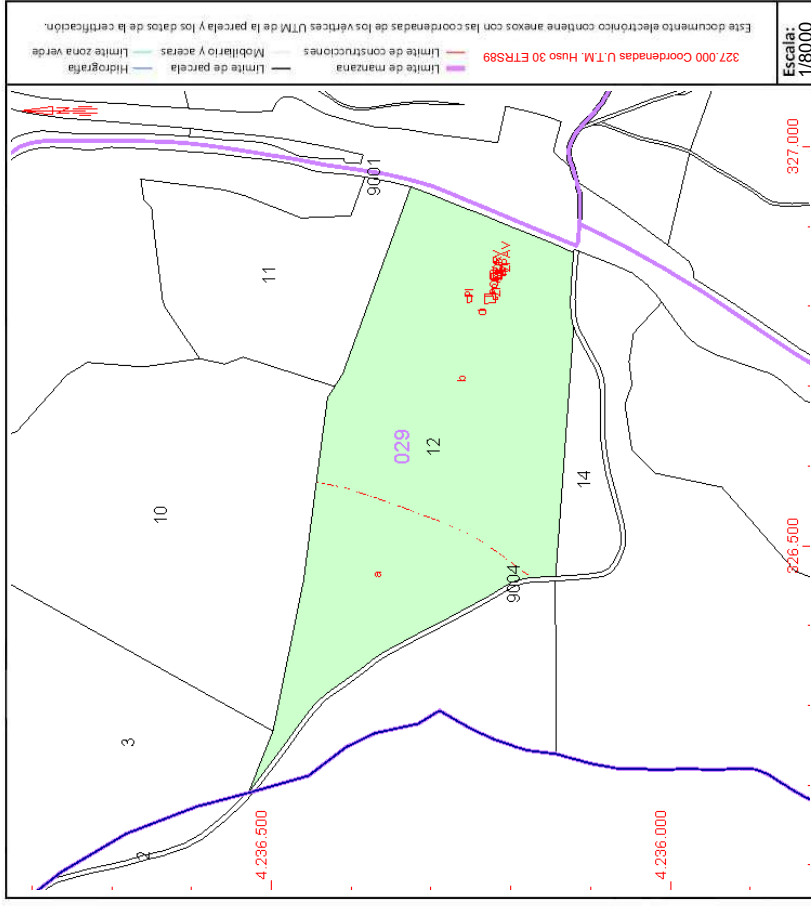 Este documento electrónico contiene anexos con las coordenadas de los vértices UTM de la parcela y los datos de la certificación.
327.000 Coordenadas U.T.M. Huso 30 ETRS89
Límite de manzana
Límite de construcciones
Límite de parcela
Mobiliario y aceras
Hidrografía
Límite zona verde
Escala:
1/8000
9001
11
10
3
2
029
12
14
9004
a
b
c
PI
AV
327.000
326.500
4.236.500
4.236.000